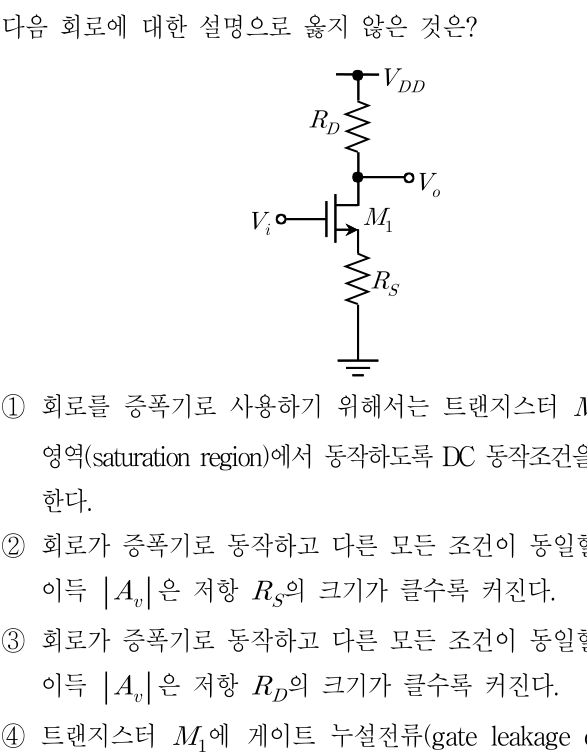 다음 회로에 대한 설명으로 옳지 않은 것은?
V_DD
R_D
V_o
V_i
M_1
R_S
① 회로를 증폭기로 사용하기 위해서는 트랜지스터
영역(saturation region)에서 동작하도록 DC 동작조건을
한다.
② 회로가 증폭기로 동작하고 다른 모든 조건이
이득 |A_v|은 저항 R_S의 크기가 클수록 커진다.
③ 회로가 증폭기로 동작하고 다른 모든 조건이
이득 |A_v|은 저항 R_D의 크기가 클수록 커진다.
④ 트랜지스터 M_1에 게이트 누설전류(gate leakage